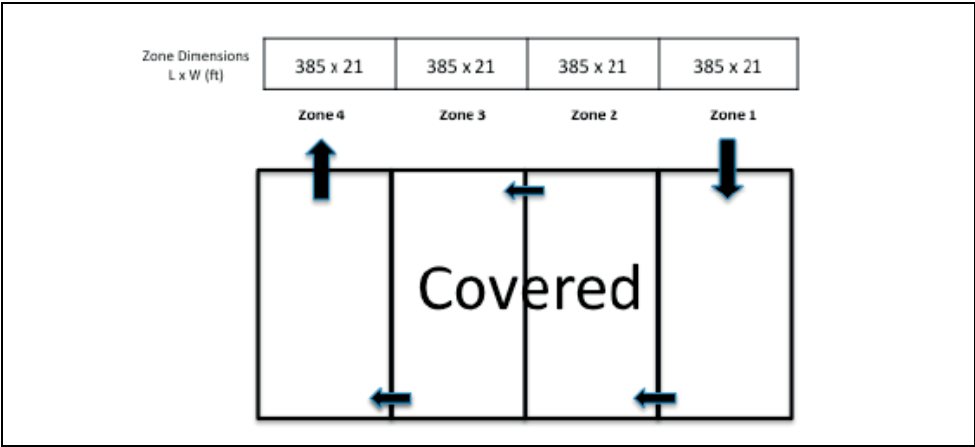 Zone Dimensions
L x W (ft)
385 x 21 385 x 21 385 x 21 385 x 21
Zone 4 Zone 3 Zone 2 Zone 1
Covered